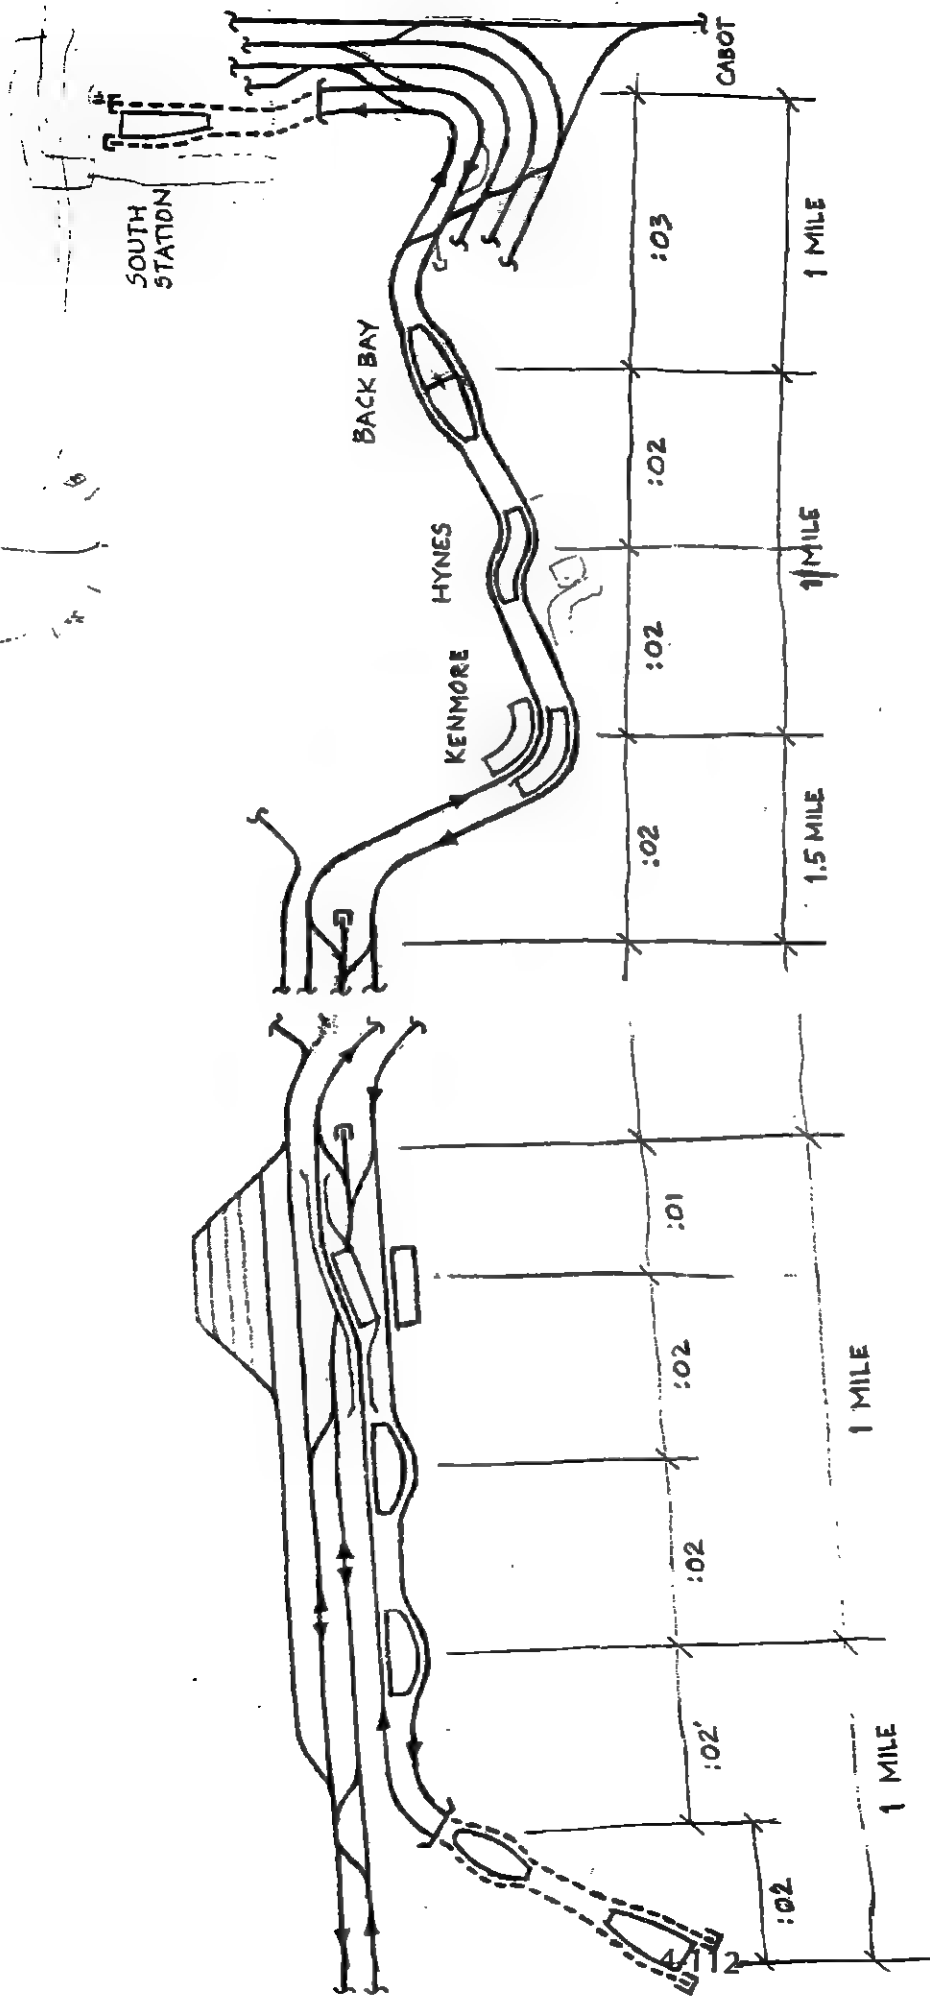 CABOT
SOUTH
STATION
:03
1 MILE
BACK BAY
:02
HYNES
1 MILE
:02
KENMORE
:02
1.5 MILE
:01
:02
1 MILE
:02
:02'
1 MILE
:02